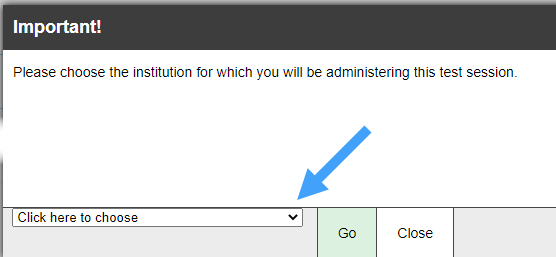 Important!
Please choose the institution for which you will be administering this test session.
Click here to choose
Go
Close